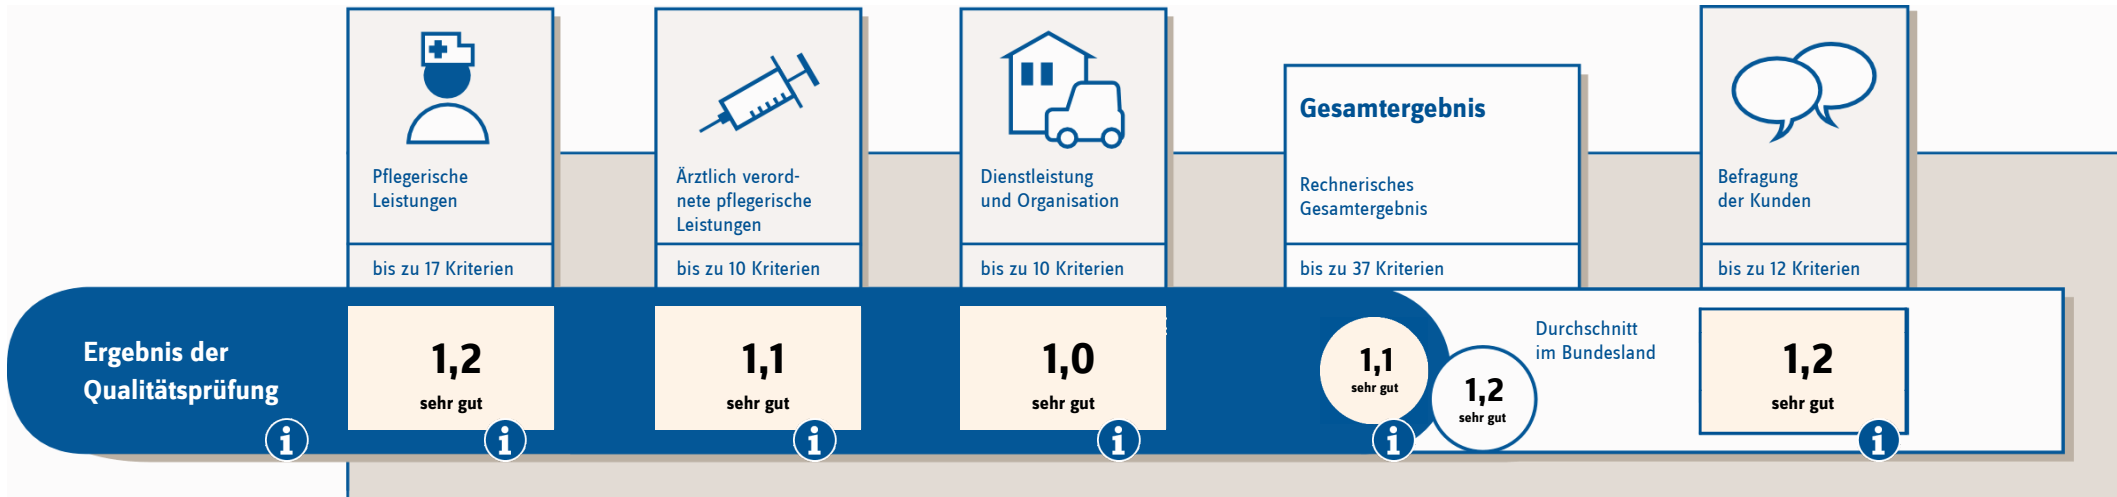 Pflegerische
Leistungen
bis zu 17 Kriterien
Ärztlich verord-
nete pflegerische
Leistungen
bis zu 10 Kriterien
Dienstleistung
und Organisation
bis zu 10 Kriterien
Gesamtergebnis
Rechnerisches
Gesamtergebnis
bis zu 37 Kriterien
Befragung
der Kunden
bis zu 12 Kriterien
Ergebnis der
Qualitätsprüfung
i
1,2
sehr gut
i
1,1
sehr gut
i
1,0
sehr gut
i
1,1
sehr gut
i
1,2
sehr gut
Durchschnitt
im Bundesland
1,2
sehr gut
i